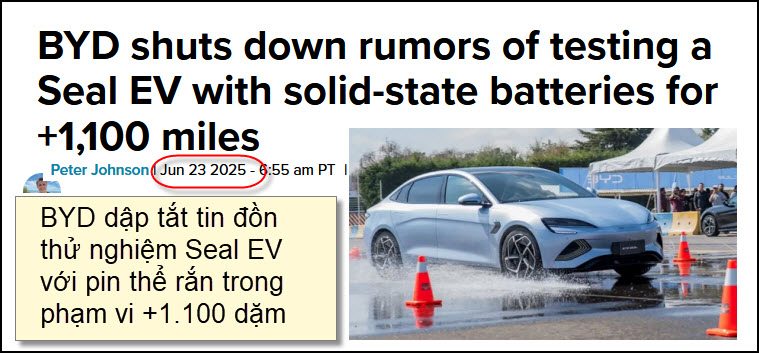 BYD shuts down rumors of testing a
Seal EV with solid-state batteries for
+1,100 miles
Peter Johnson | Jun 23 2025 - 6:55 am PT |
BYD dập tắt tin đồn
thử nghiệm Seal EV
với pin thể rắn trong
phạm vi +1.100 dặm
BYD